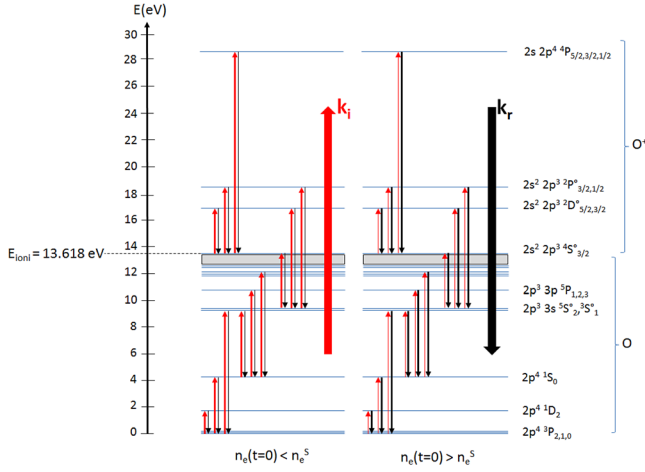 E(eV)
30
28
26
24
22
20
18
16
14
12
10
8
6
4
2
0
E_ioni = 13.618 eV
k_i
k_r
2s 2p⁴ ⁴P_5/2,3/2,1/2
2s² 2p³ ²P°_3/2,1/2
2s² 2p³ ²D°_5/2,3/2
2s² 2p³ ⁴S°_3/2
2p³ 3p ⁵P_1,2,3
2p³ 3s ⁵S°_2,³S°_1
2p⁴ ¹S_0
2p⁴ ¹D_2
2p⁴ ³P_2,1,0
O⁺
O
n_e(t=0) < n_e^S
n_e(t=0) > n_e^S